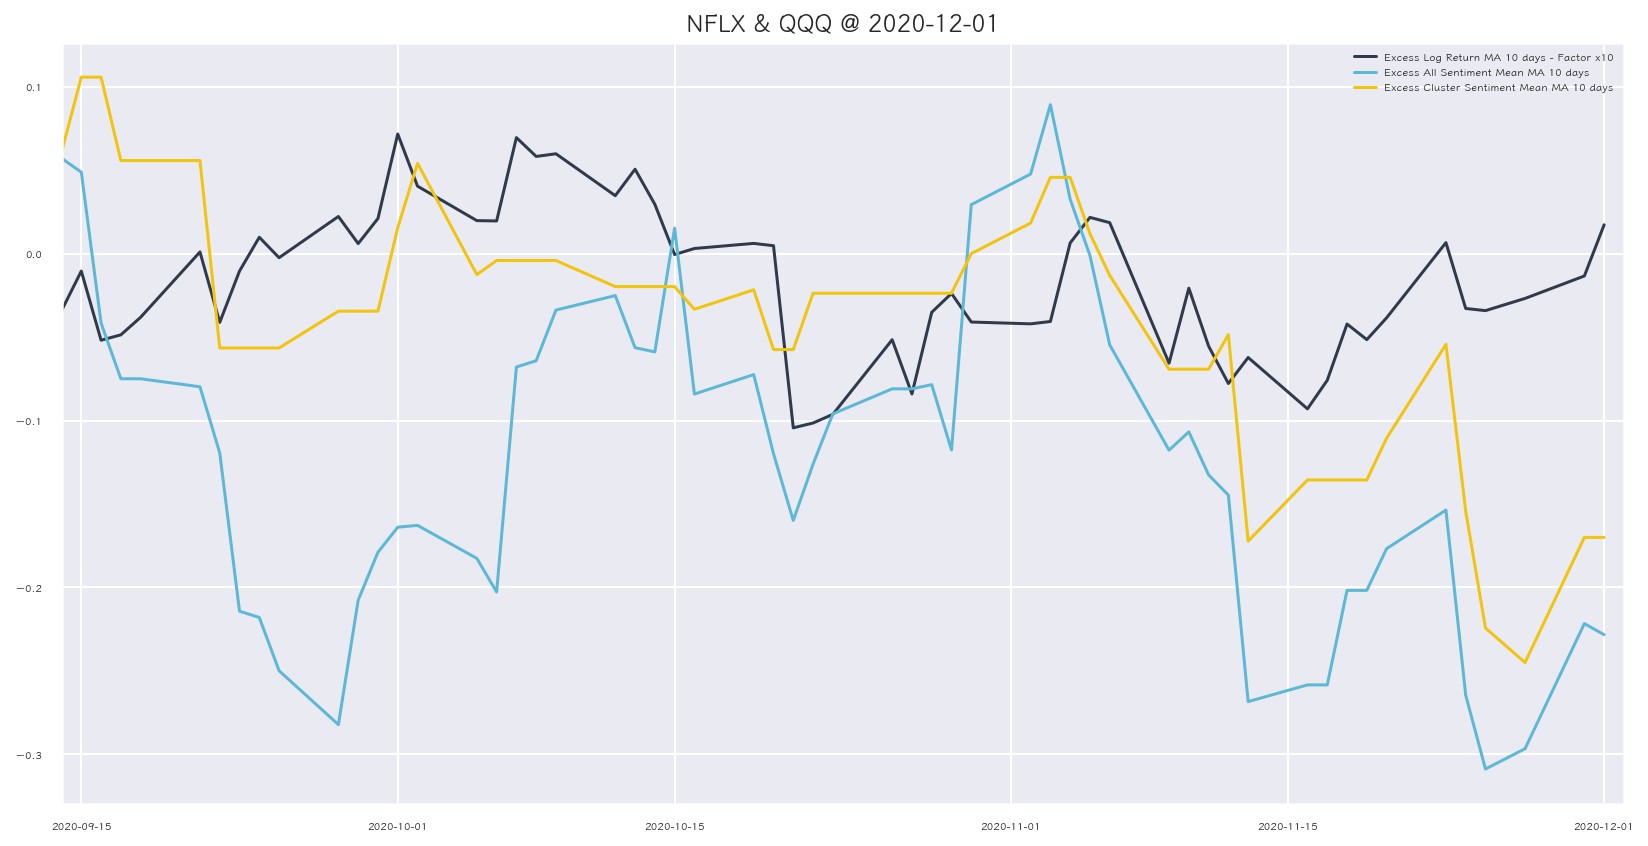 NFLX & QQQ @ 2020-12-01
Excess Log Return MA 10 days - Factor x10
Excess All Sentiment Mean MA 10 days
Excess Cluster Sentiment Mean MA 10 days
0.1
0.0
−0.1
−0.2
−0.3
2020-09-15 2020-10-01 2020-10-15 2020-11-01 2020-11-15 2020-12-01